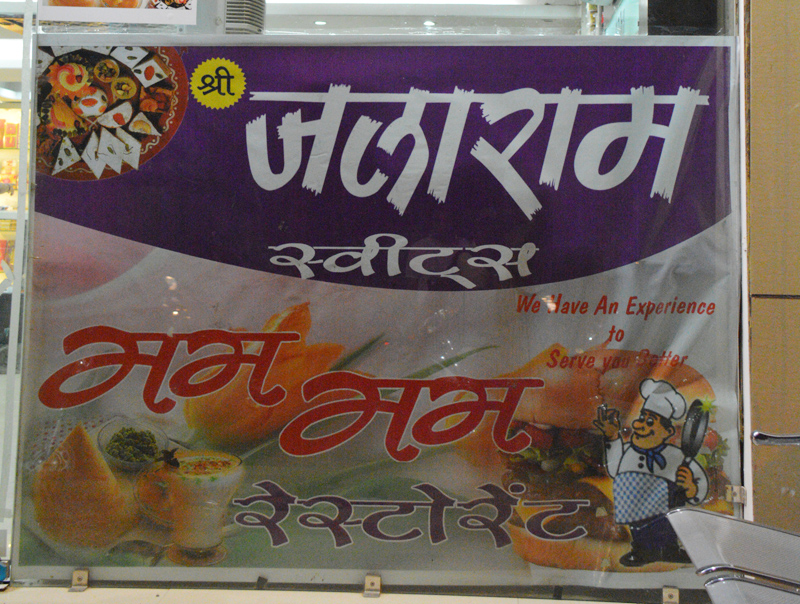 श्री
जलाराम
स्वीट्स
We Have An Experience
to
Serve you Better
मम मम
रेस्टोरेंट